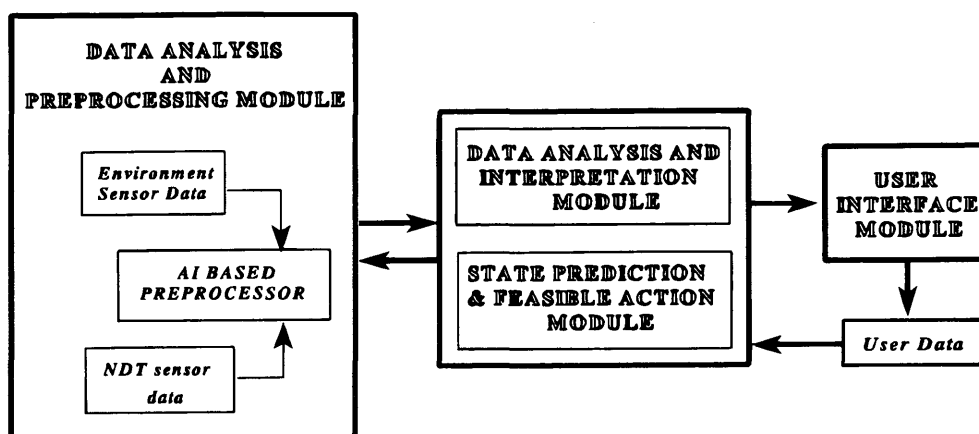 DATA ANALYSIS
AND
PREPROCESSING MODULE
Environment
Sensor Data
AI BASED
PREPROCESSOR
NDT sensor
data
DATA ANALYSIS AND
INTERPRETATION
MODULE
STATE PREDICTION
& FEASIBLE ACTION
MODULE
USER
INTERFACE
MODULE
User Data